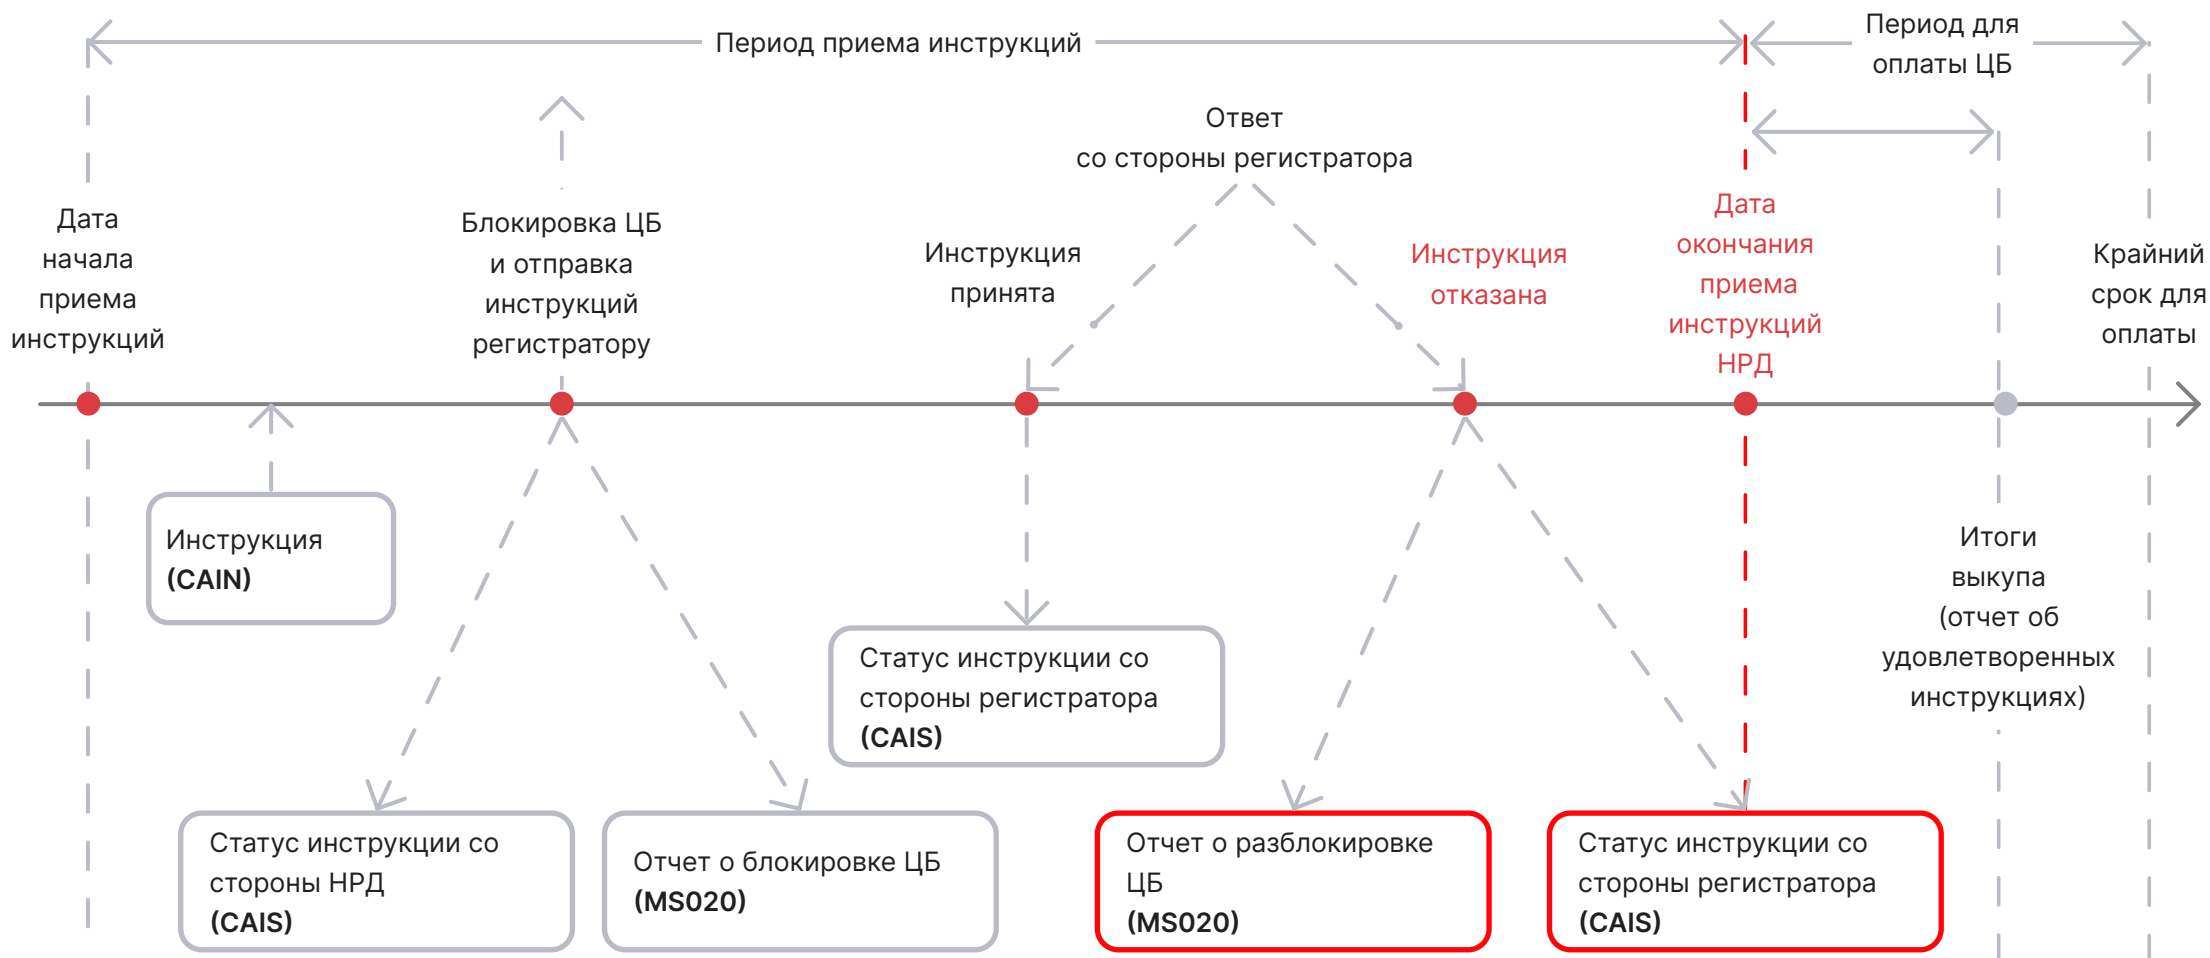 Период приема инструкций
Период для
оплаты ЦБ
Ответ
со стороны регистратора
Дата
начала
приема
инструкций
Блокировка ЦБ
и отправка
инструкций
регистратору
Инструкция
принята
Инструкция
отказана
Дата
окончания
приема
инструкций
НРД
Крайний
срок для
оплаты
Инструкция
(CAIN)
Итоги
выкупа
(отчет об
удовлетворенных
инструкциях)
Статус инструкции со
стороны регистратора
(CAIS)
Статус инструкции со
стороны НРД
(CAIS)
Отчет о блокировке ЦБ
(MS020)
Отчет о разблокировке
ЦБ
(MS020)
Статус инструкции со
стороны регистратора
(CAIS)